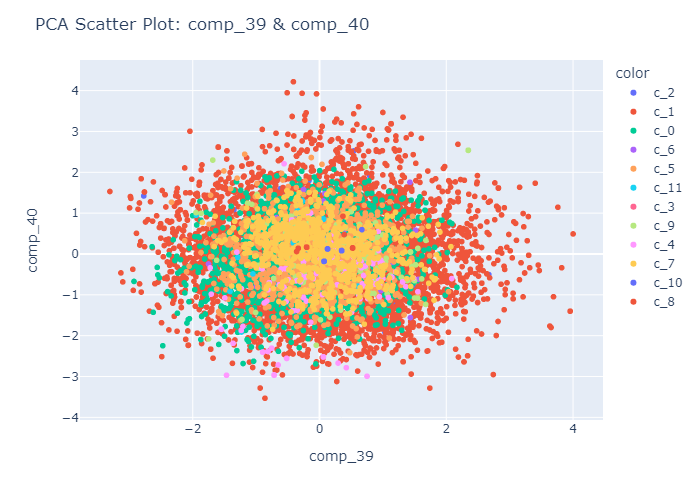 PCA Scatter Plot: comp_39 & comp_40
color
c_2
c_1
c_0
c_6
c_5
c_11
c_3
c_9
c_4
c_7
c_10
c_8
4
3
2
1
0
−1
−2
−3
−4
comp_40
−2
0
2
4
comp_39